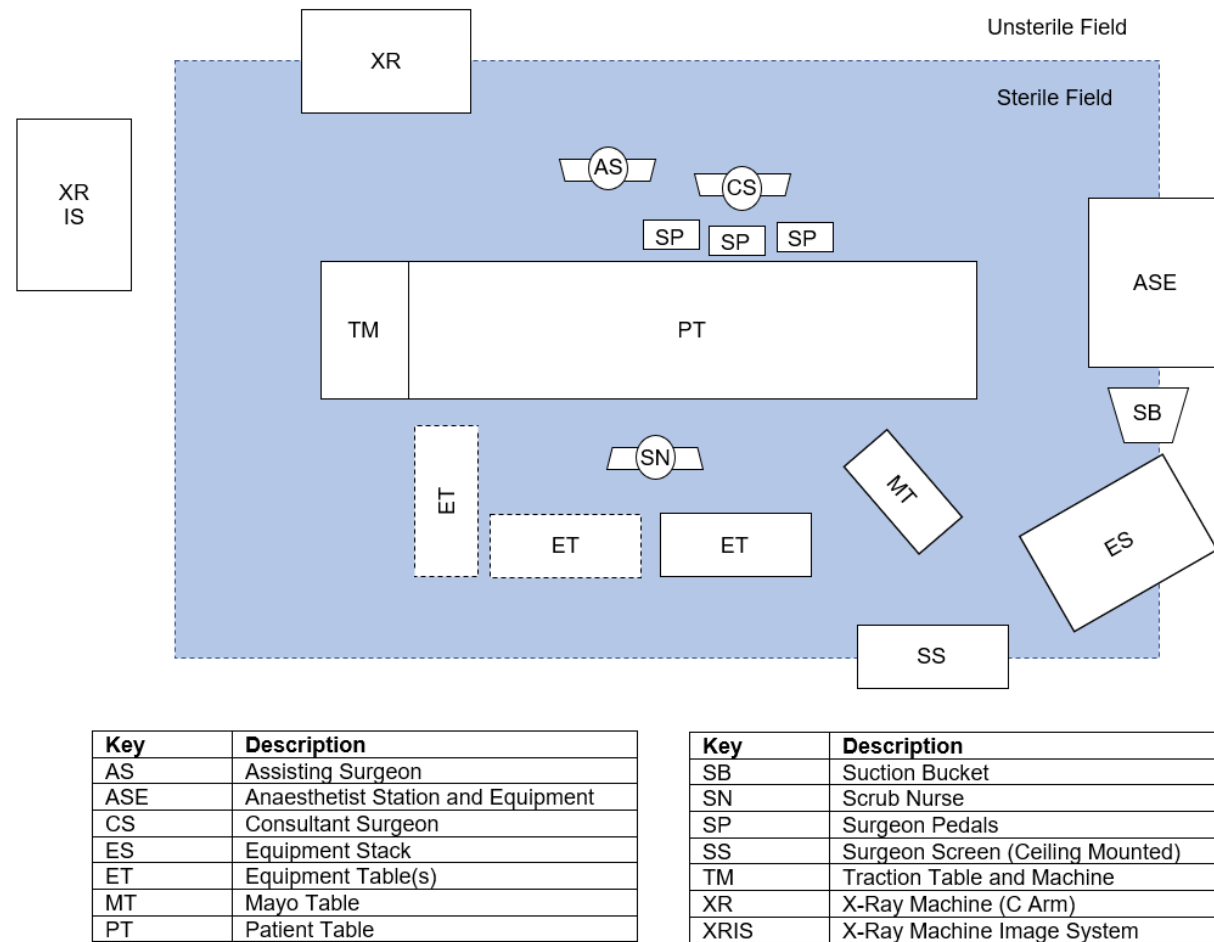 Unsterile Field
XR
Sterile Field
XR
IS
AS
CS
SP
SP
SP
ASE
TM
PT
SB
SN
MT
ET
ET
ET
ES
SS
Key Description
AS Assisting Surgeon
ASE Anaesthetist Station and Equipment
CS Consultant Surgeon
ES Equipment Stack
ET Equipment Table(s)
MT Mayo Table
PT Patient Table
Key Description
SB Suction Bucket
SN Scrub Nurse
SP Surgeon Pedals
SS Surgeon Screen (Ceiling Mounted)
TM Traction Table and Machine
XR X-Ray Machine (C Arm)
XRIS X-Ray Machine Image System